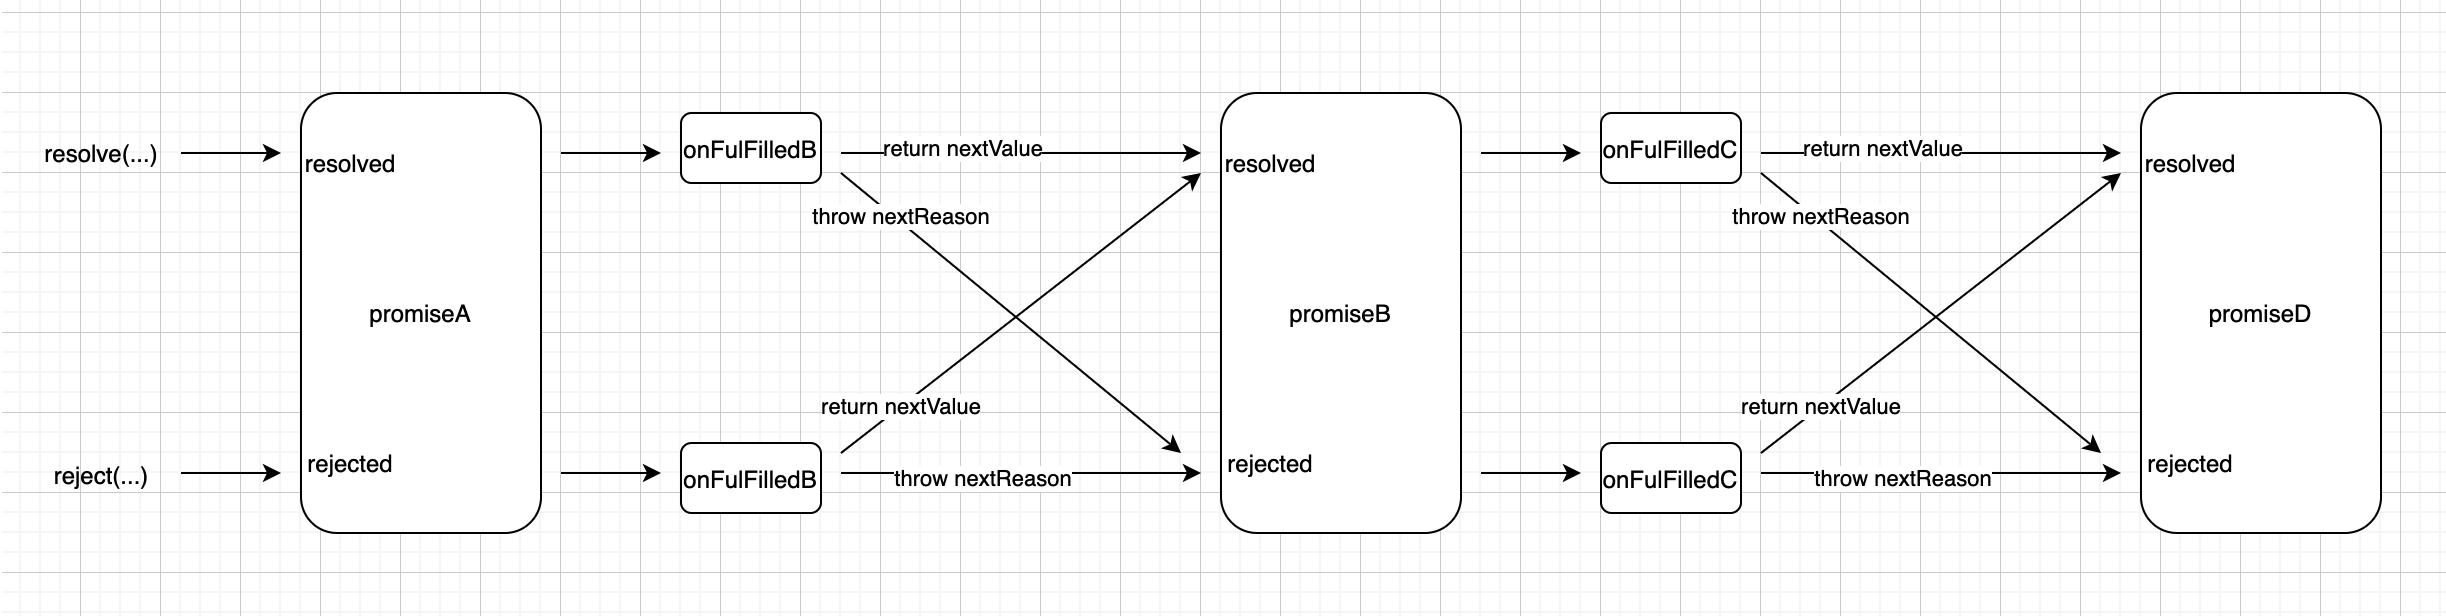 resolve(...)
resolved
onFulFilledB
return nextValue
throw nextReason
resolved
onFulFilledC
return nextValue
throw nextReason
resolved
promiseA
promiseB
promiseD
return nextValue
return nextValue
reject(...)
rejected
onFulFilledB
throw nextReason
rejected
onFulFilledC
throw nextReason
rejected